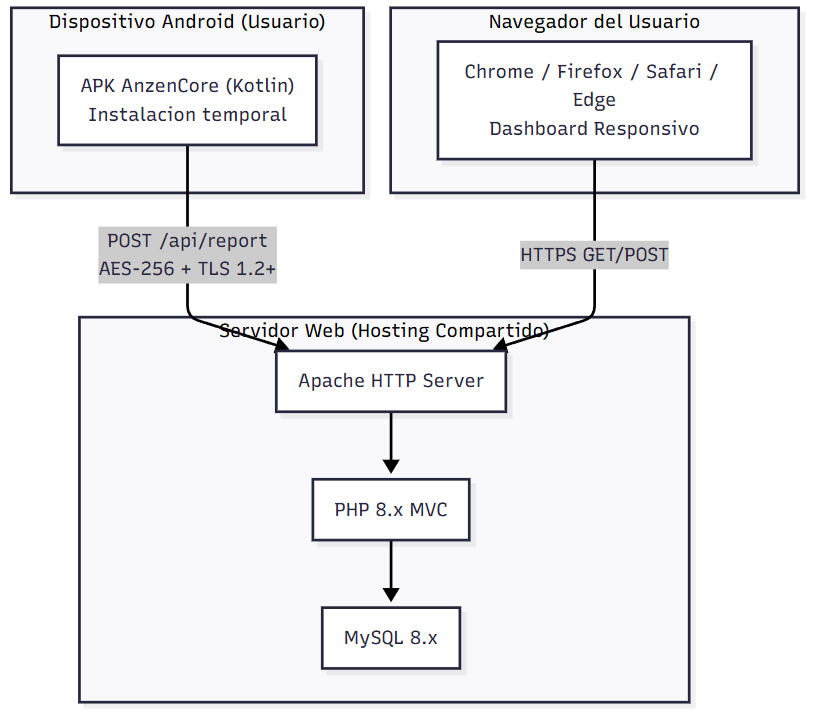 Dispositivo Android (Usuario)
APK AnzenCore (Kotlin)
Instalacion temporal
Navegador del Usuario
Chrome / Firefox / Safari /
Edge
Dashboard Responsivo
POST /api/report
AES-256 + TLS 1.2+
HTTPS GET/POST
Servidor Web (Hosting Compartido)
Apache HTTP Server
PHP 8.x MVC
MySQL 8.x